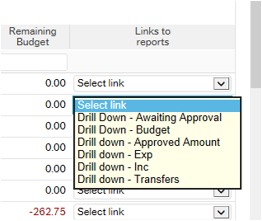 Remaining Budget
Links to reports
0.00 Select link
0.00 Select link
Drill Down - Awaiting Approval
0.00 Drill Down - Budget
Drill down - Approved Amount
0.00 Drill down - Exp
0.00 Drill down - Inc
Drill down - Transfers
0.00 Select link
-262.75 Select link